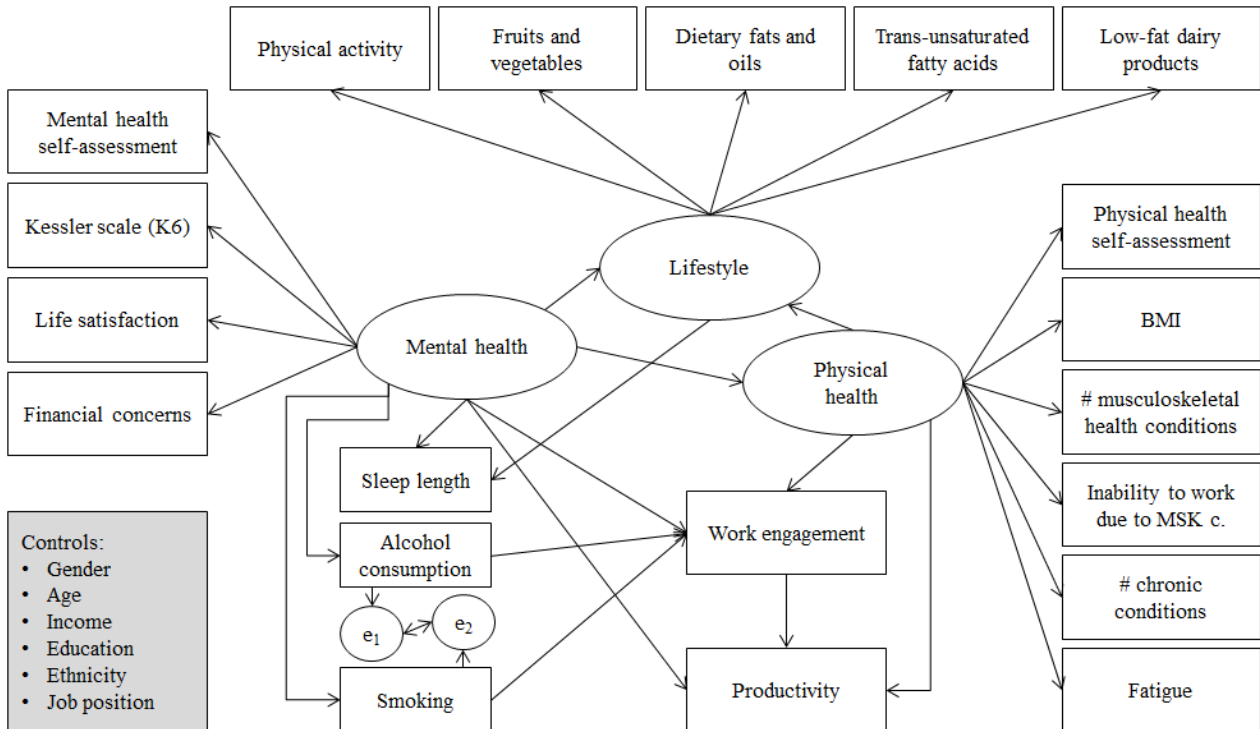 Physical activity
Fruits and
vegetables
Dietary fats and
oils
Trans-unsaturated
fatty acids
Low-fat dairy
products
Mental health
self-assessment
Kessler scale (K6)
Life satisfaction
Financial concerns
Lifestyle
Mental health
Physical
health
Physical health
self-assessment
BMI
# musculoskeletal
health conditions
Inability to work
due to MSK c.
# chronic
conditions
Fatigue
Sleep length
Alcohol
consumption
e1
e2
Smoking
Work engagement
Productivity
Controls:
• Gender
• Age
• Income
• Education
• Ethnicity
• Job position